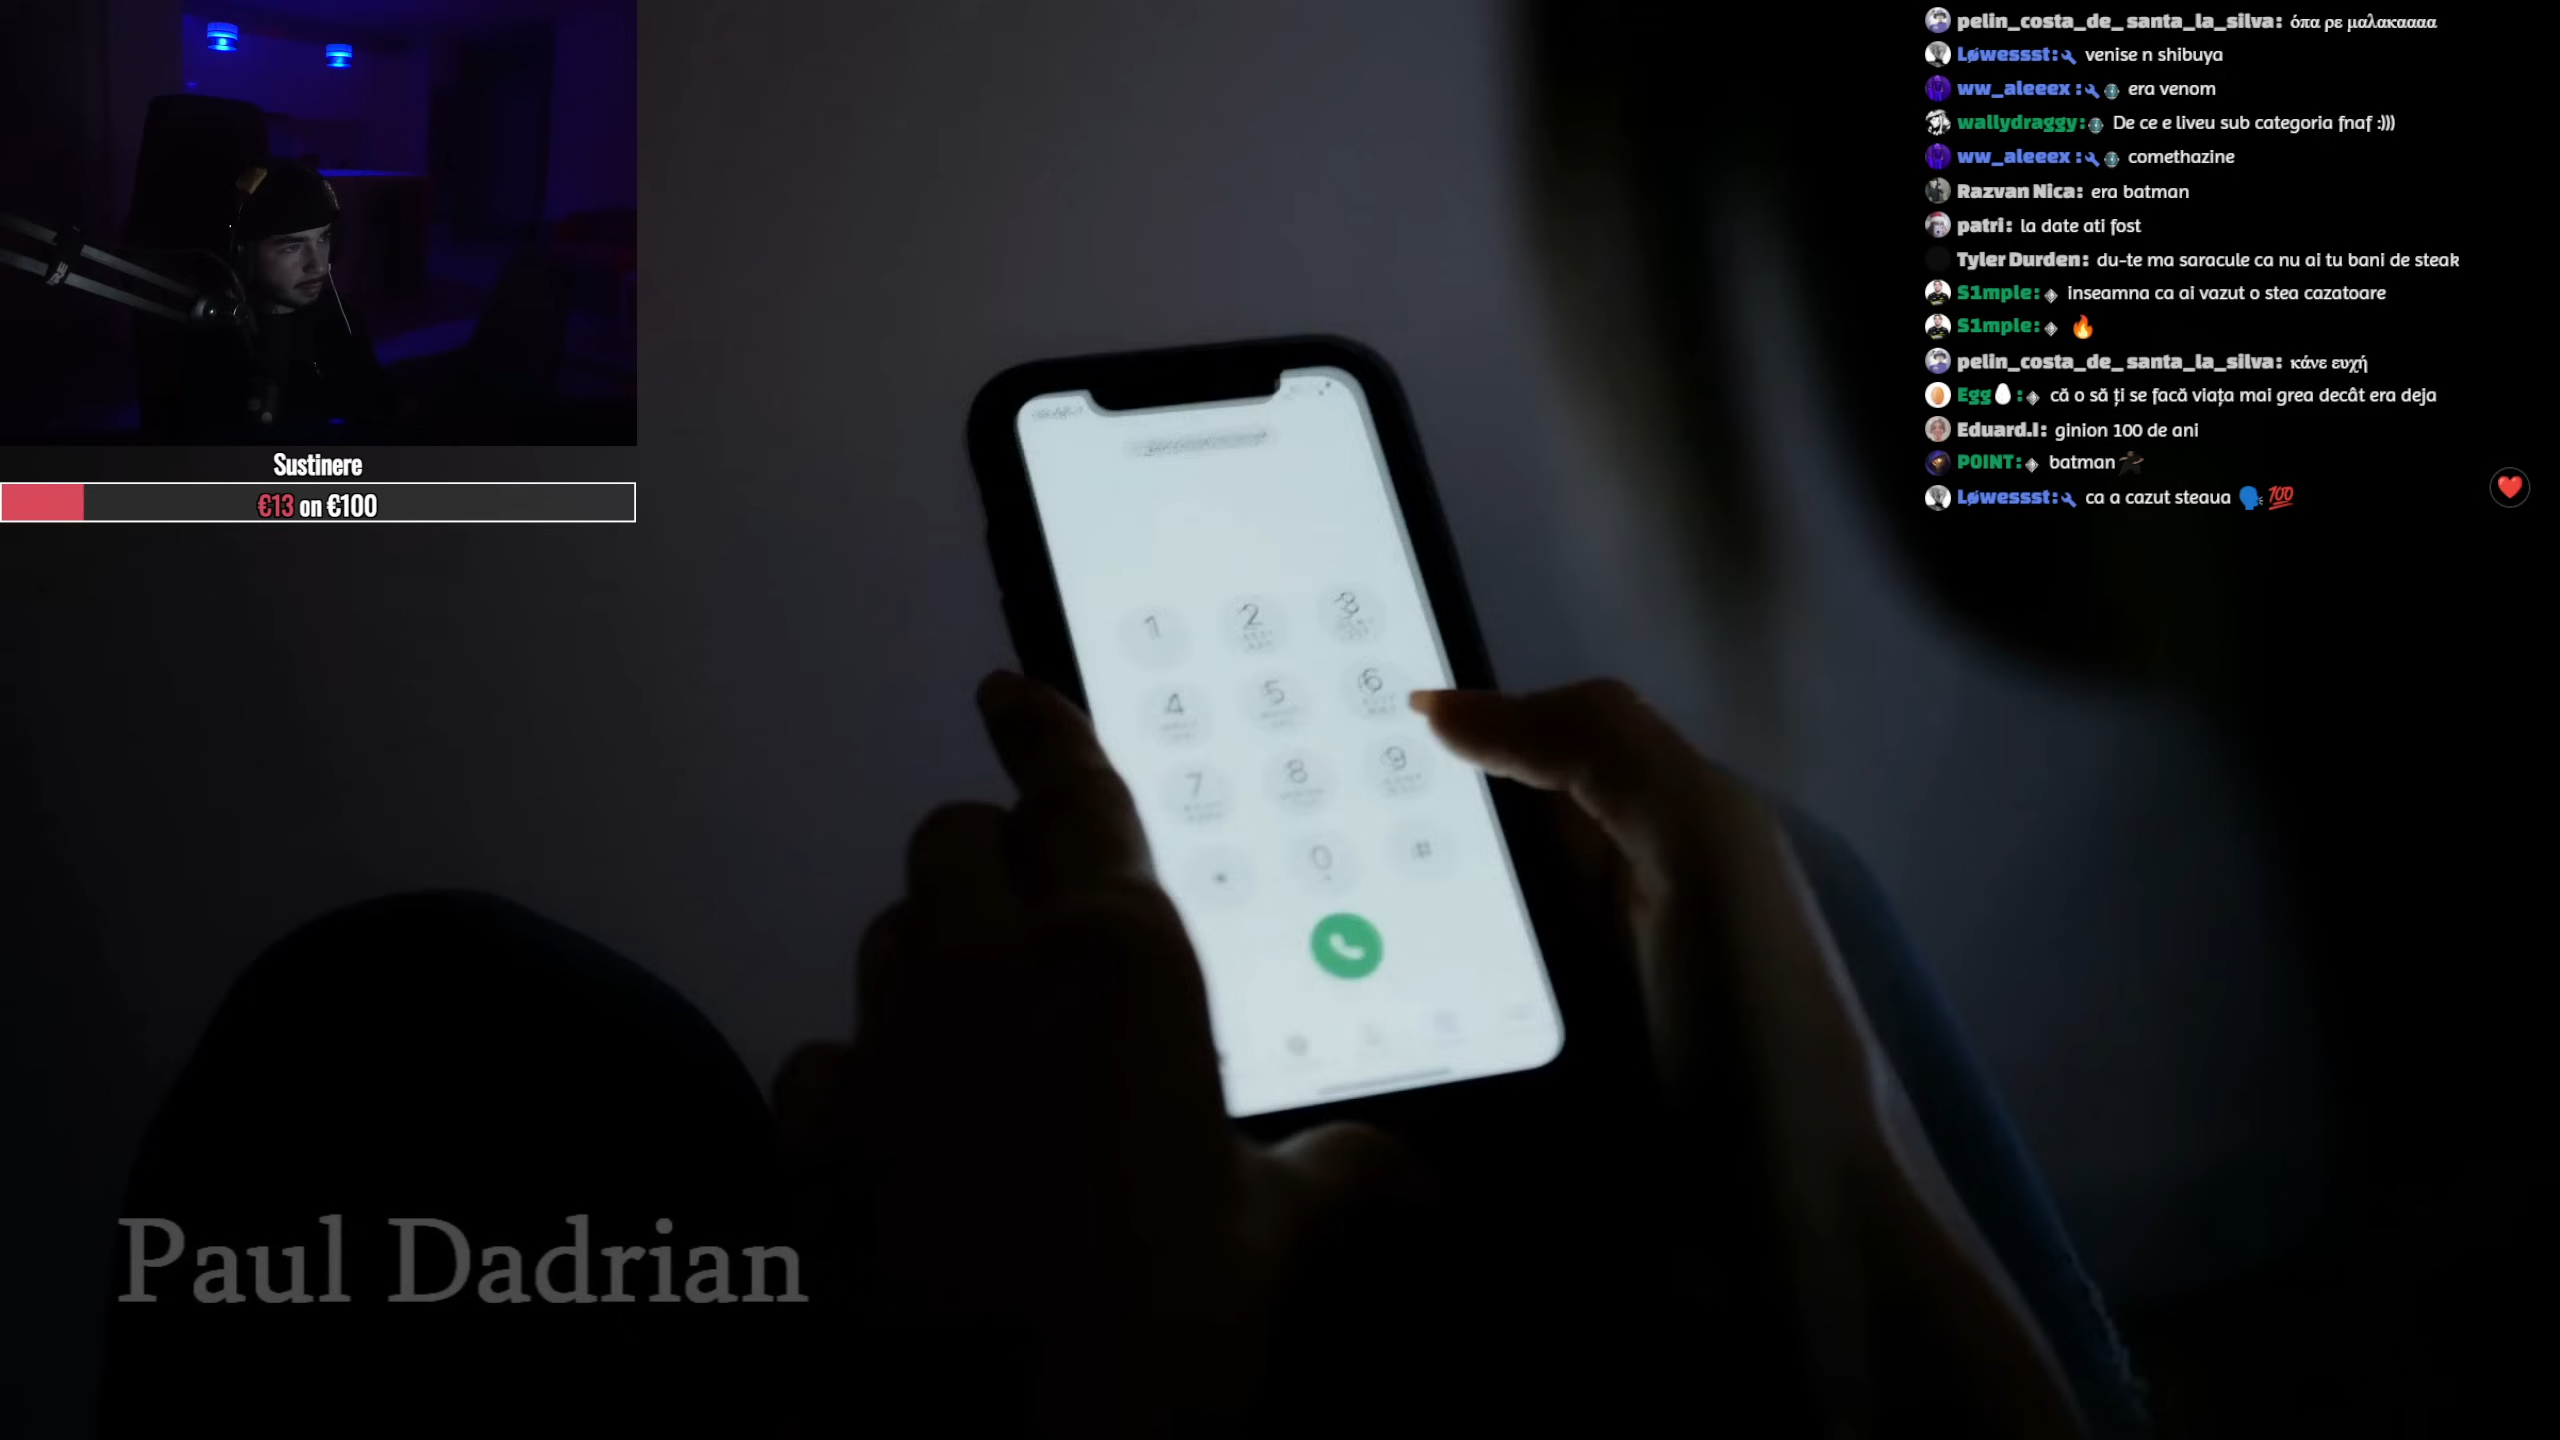 pelin_costa_de_santa_la_silva: όπα ρε μαλακαααα
Løwessst: venise n shibuya
ww_aleeex: era venom
wallydraggy: De ce e liveu sub categoria fnaf :)))
ww_aleeex: comethazine
Razvan Nica: era batman
patri: la date ati fost
Tyler Durden: du-te ma saracule ca nu ai tu bani de steak
S1mple: inseamna ca ai vazut o stea cazatoare
S1mple: 🔥
pelin_costa_de_santa_la_silva: κάνε ευχή
Egg🥚: că o să ți se facă viața mai grea decât era deja
Eduard.I: ginion 100 de ani
P0INT: batman
Løwessst: ca a cazut steaua 🗣️💯
Sustinere
€13 on €100
1 2 3
4 5 6
7 8 9
* 0 #
Paul Dadrian